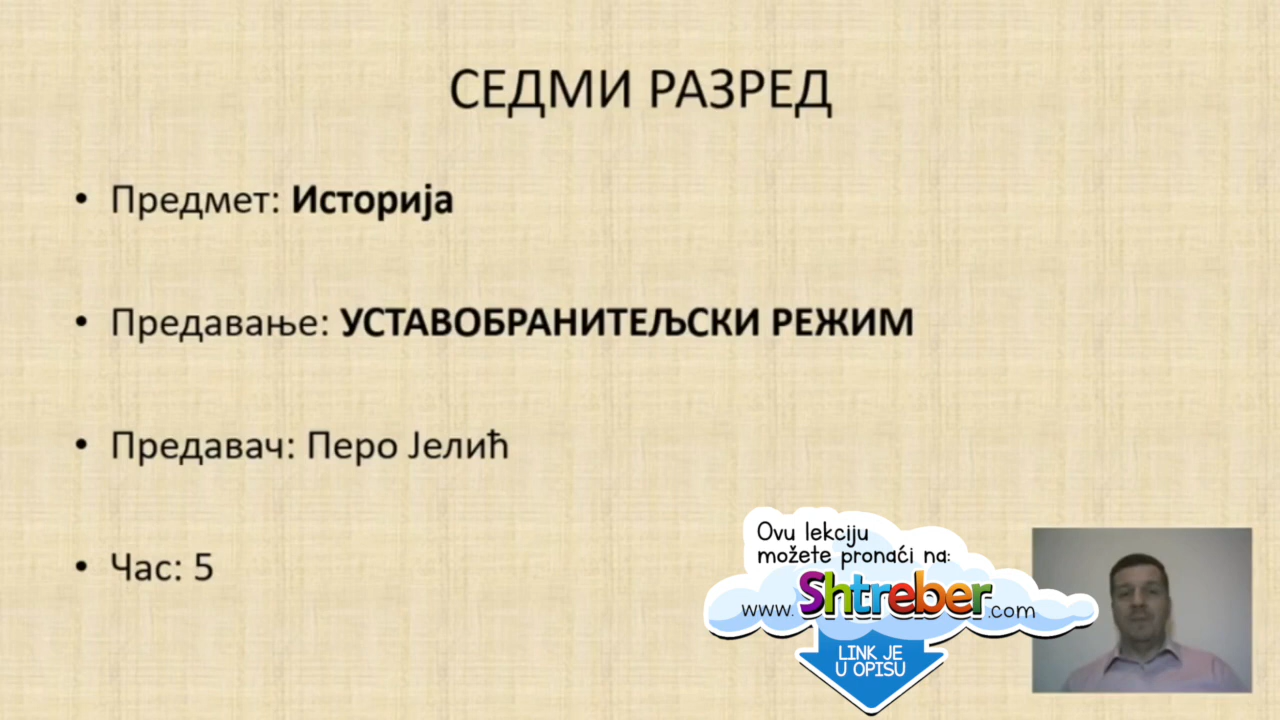 СЕДМИ РАЗРЕД
• Предмет: Историја
• Предавање: УСТАВОБРАНИТЕЉСКИ РЕЖИМ
• Предавач: Перо Јелић
• Час: 5
Ovu lekciju
možete pronaći na:
www.Shtreber.com
LINK JE
U OPISU